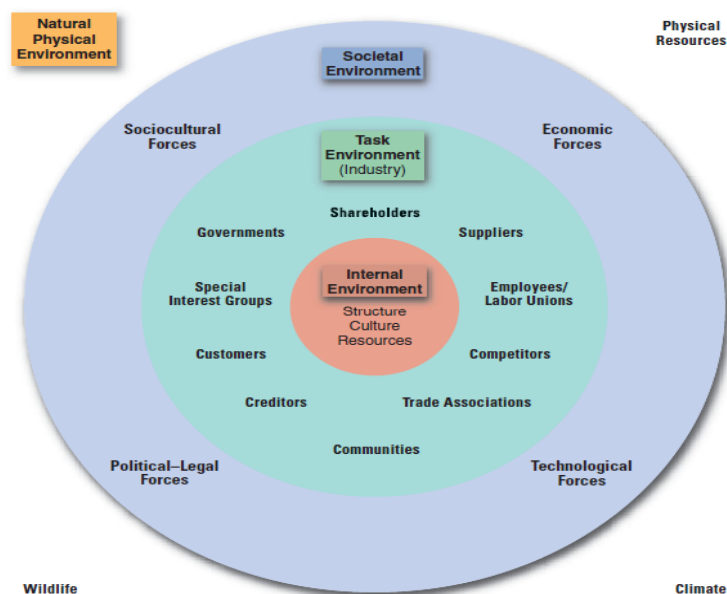 Natural
Physical
Environment
Physical
Resources
Societal
Environment
Sociocultural
Forces
Economic
Forces
Task
Environment
(Industry)
Shareholders
Governments
Suppliers
Internal
Environment
Structure
Culture
Resources
Special
Interest Groups
Employees/
Labor Unions
Customers
Competitors
Creditors
Trade Associations
Communities
Political–Legal
Forces
Technological
Forces
Wildlife
Climate